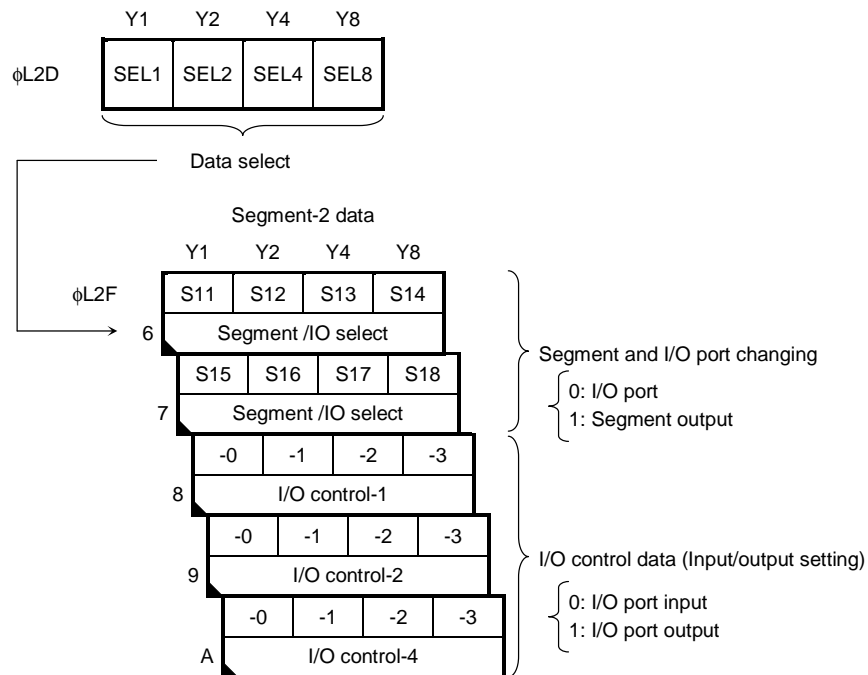 Y1 Y2 Y4 Y8
ϕL2D SEL1 SEL2 SEL4 SEL8
Data select
Segment-2 data
Y1 Y2 Y4 Y8
ϕL2F S11 S12 S13 S14
6 Segment /IO select
S15 S16 S17 S18
7 Segment /IO select
Segment and I/O port changing
0: I/O port
1: Segment output
-0 -1 -2 -3
8 I/O control-1
-0 -1 -2 -3
9 I/O control-2
-0 -1 -2 -3
A I/O control-4
I/O control data (Input/output setting)
0: I/O port input
1: I/O port output